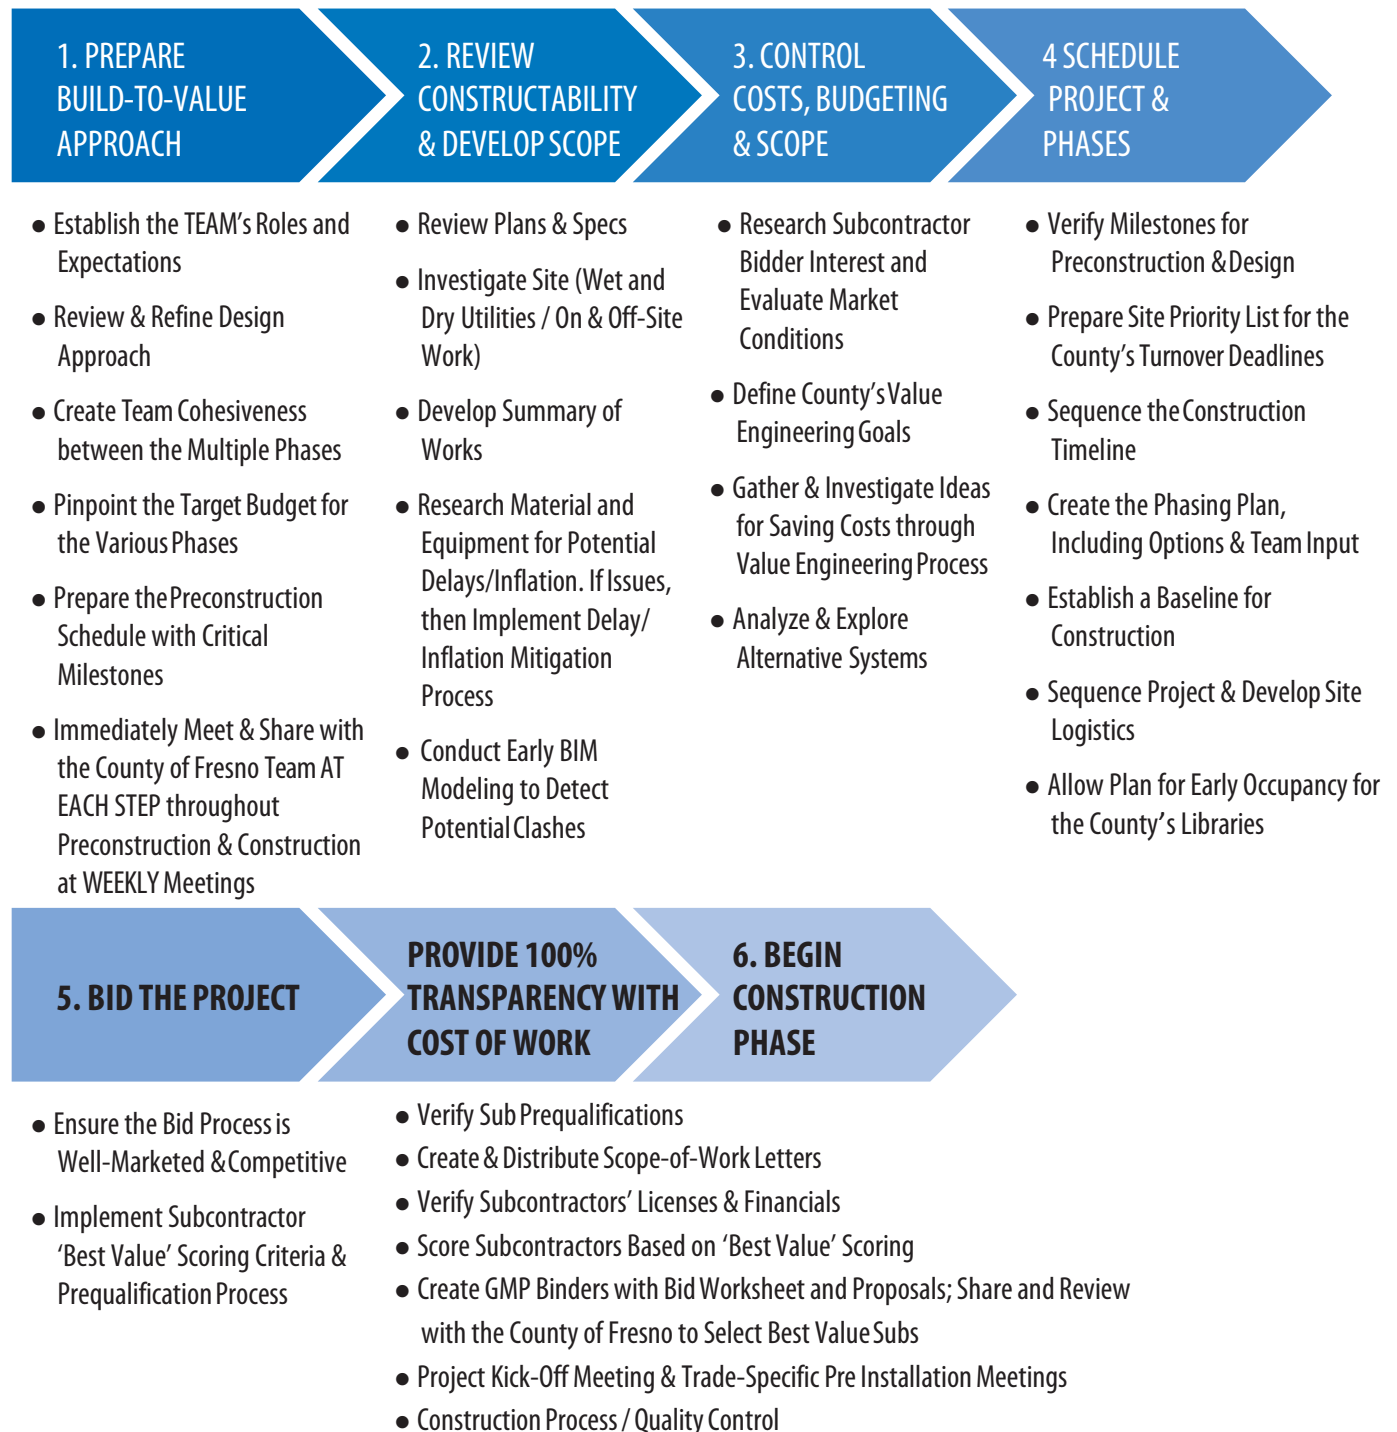 1. PREPARE
BUILD-TO-VALUE
APPROACH
2. REVIEW
CONSTRUCTABILITY
& DEVELOP SCOPE
3. CONTROL
COSTS, BUDGETING
& SCOPE
4 SCHEDULE
PROJECT &
PHASES
● Establish the TEAM's Roles and
Expectations
● Review & Refine Design
Approach
● Create Team Cohesiveness
between the Multiple Phases
● Pinpoint the Target Budget for
the Various Phases
● Prepare the Preconstruction
Schedule with Critical
Milestones
● Immediately Meet & Share with
the County of Fresno Team AT
EACH STEP throughout
Preconstruction & Construction
at WEEKLY Meetings
● Review Plans & Specs
● Investigate Site (Wet and
Dry Utilities / On & Off-Site
Work)
● Develop Summary of
Works
● Research Material and
Equipment for Potential
Delays/Inflation. If Issues,
then Implement Delay/
Inflation Mitigation
Process
● Conduct Early BIM
Modeling to Detect
Potential Clashes
● Research Subcontractor
Bidder Interest and
Evaluate Market
Conditions
● Define County's Value
Engineering Goals
● Gather & Investigate Ideas
for Saving Costs through
Value Engineering Process
● Analyze & Explore
Alternative Systems
● Verify Milestones for
Preconstruction & Design
● Prepare Site Priority List for the
County's Turnover Deadlines
● Sequence the Construction
Timeline
● Create the Phasing Plan,
Including Options & Team Input
● Establish a Baseline for
Construction
● Sequence Project & Develop Site
Logistics
● Allow Plan for Early Occupancy for
the County's Libraries
5. BID THE PROJECT
PROVIDE 100%
TRANSPARENCY WITH
COST OF WORK
6. BEGIN
CONSTRUCTION
PHASE
● Ensure the Bid Process is
Well-Marketed & Competitive
● Implement Subcontractor
'Best Value' Scoring Criteria &
Prequalification Process
● Verify Sub Prequalifications
● Create & Distribute Scope-of-Work Letters
● Verify Subcontractors' Licenses & Financials
● Score Subcontractors Based on 'Best Value' Scoring
● Create GMP Binders with Bid Worksheet and Proposals; Share and Review
with the County of Fresno to Select Best Value Subs
● Project Kick-Off Meeting & Trade-Specific Pre Installation Meetings
● Construction Process / Quality Control